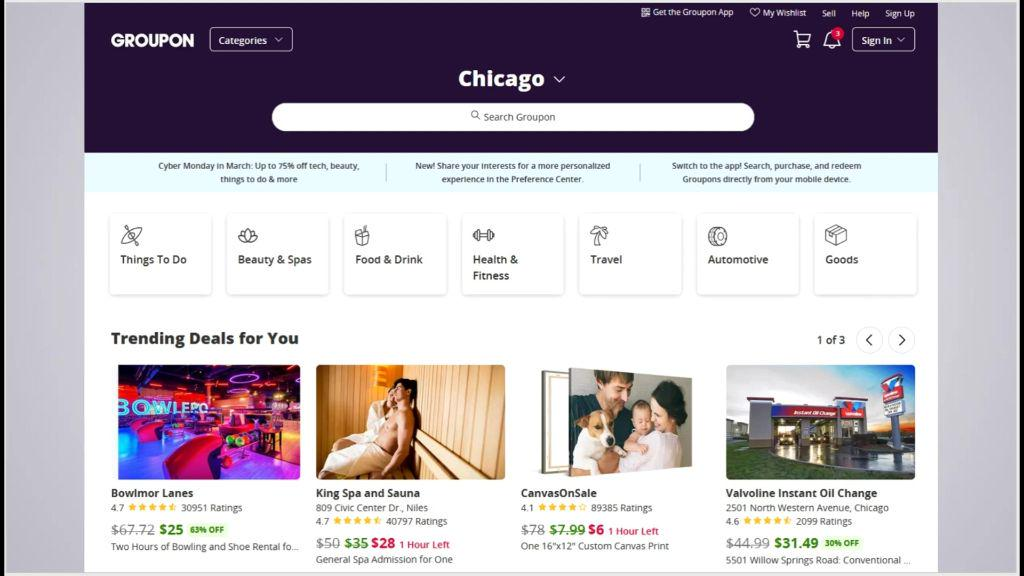 Get the Groupon App My Wishlist Sell Help Sign Up
GROUPON Categories 3 Sign In
Chicago
Search Groupon
Cyber Monday in March: Up to 75% off tech, beauty,
things to do & more
New! Share your interests for a more personalized
experience in the Preference Center.
Switch to the app! Search, purchase, and redeem
Groupons directly from your mobile device.
Things To Do
Beauty & Spas
Food & Drink
Health &
Fitness
Travel
Automotive
Goods
Trending Deals for You
1 of 3
BOWLERO
Instant Oil Change Valvoline
Bowlmor Lanes
4.7 30951 Ratings
$67.72 $25 63% OFF
Two Hours of Bowling and Shoe Rental fo...
King Spa and Sauna
809 Civic Center Dr., Niles
4.7 40797 Ratings
$50 $35 $28 1 Hour Left
General Spa Admission for One
CanvasOnSale
4.1 89385 Ratings
$78 $7.99 $6 1 Hour Left
One 16"x12" Custom Canvas Print
Valvoline Instant Oil Change
2501 North Western Avenue, Chicago
4.6 2099 Ratings
$44.99 $31.49 30% OFF
5501 Willow Springs Road: Conventional ...